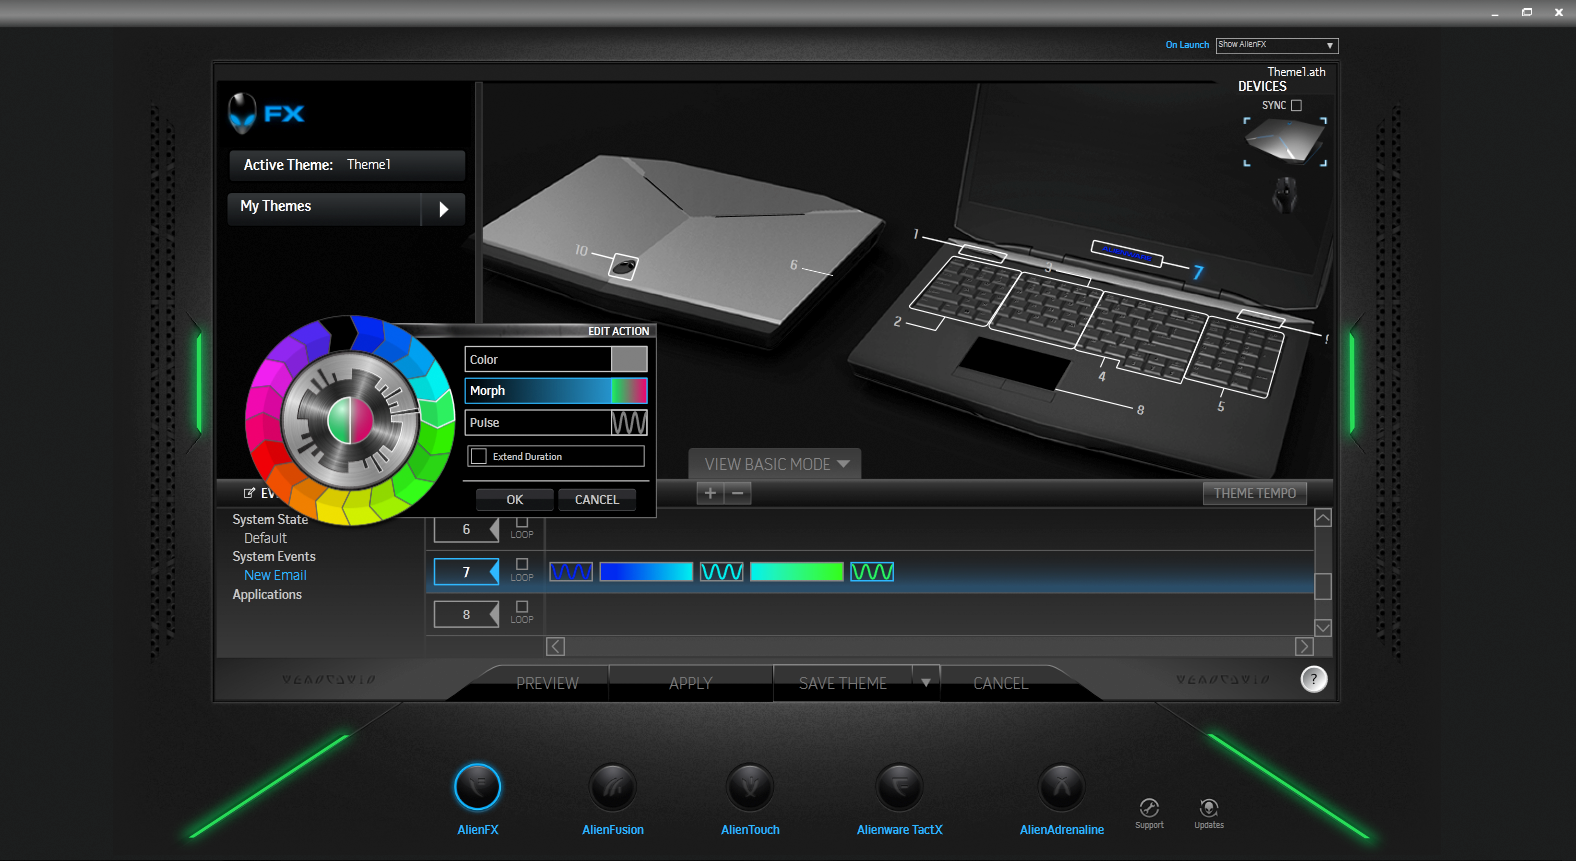 On Launch
Show AlienFX
Theme1.ath
DEVICES
SYNC
FX
Active Theme: Theme1
My Themes
10
6
1
3
7
2
4
5
8
EDIT ACTION
Color
Morph
Pulse
Extend Duration
OK
CANCEL
VIEW BASIC MODE
+ −
THEME TEMPO
System State
Default
System Events
New Email
Applications
6
LOOP
7
LOOP
8
LOOP
PREVIEW
APPLY
SAVE THEME
CANCEL
?
AlienFX
AlienFusion
AlienTouch
Alienware TactX
AlienAdrenaline
Support
Updates